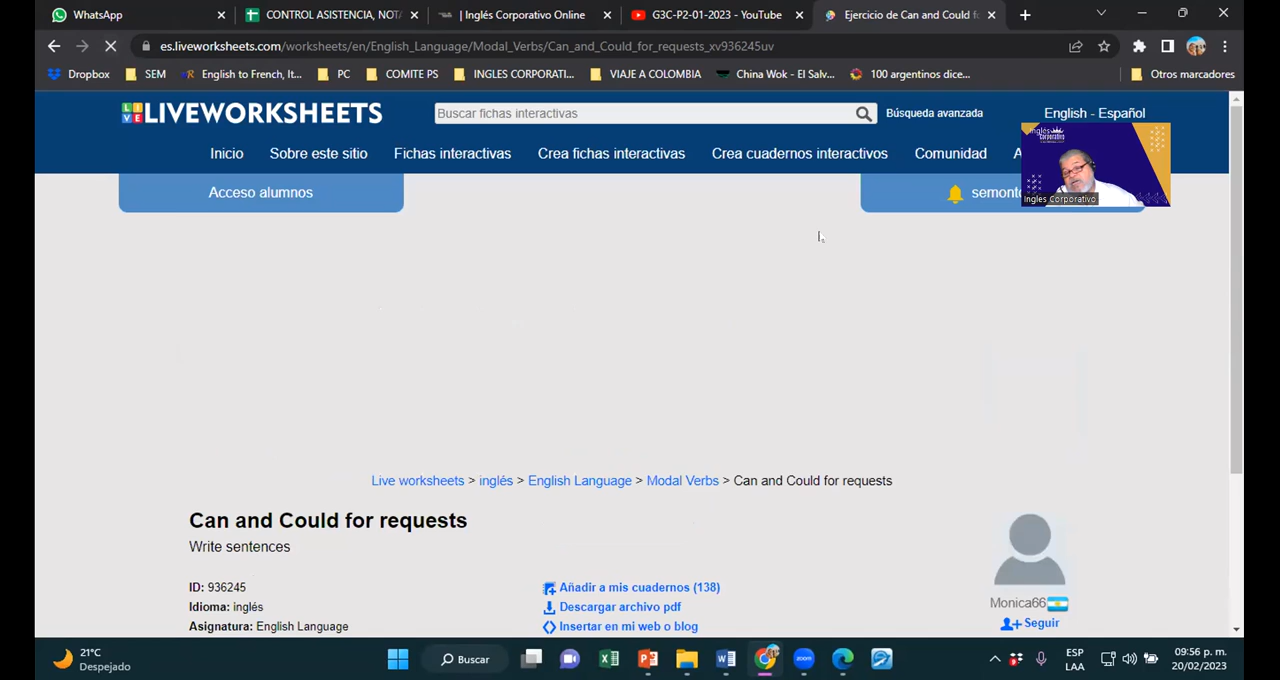 WhatsApp
CONTROL ASISTENCIA, NOTA
| Inglés Corporativo Online
G3C-P2-01-2023 - YouTube
Ejercicio de Can and Could f
es.liveworksheets.com/worksheets/en/English_Language/Modal_Verbs/Can_and_Could_for_requests_xv936245uv
Dropbox
SEM
English to French, It...
PC
COMITE PS
INGLES CORPORATI...
VIAJE A COLOMBIA
China Wok - El Salv...
100 argentinos dice...
Otros marcadores
LIVEWORKSHEETS
Buscar fichas interactivas
Búsqueda avanzada
English - Español
Inicio
Sobre este sitio
Fichas interactivas
Crea fichas interactivas
Crea cuadernos interactivos
Comunidad
A
Inglés
Corporativo
Ingles Corporativo
Acceso alumnos
semonto
Live worksheets > inglés > English Language > Modal Verbs > Can and Could for requests
Can and Could for requests
Write sentences
ID: 936245
Idioma: inglés
Asignatura: English Language
Añadir a mis cuadernos (138)
Descargar archivo pdf
Insertar en mi web o blog
Monica66
Seguir
21°C
Despejado
Buscar
zoom
ESP
LAA
09:56 p. m.
20/02/2023